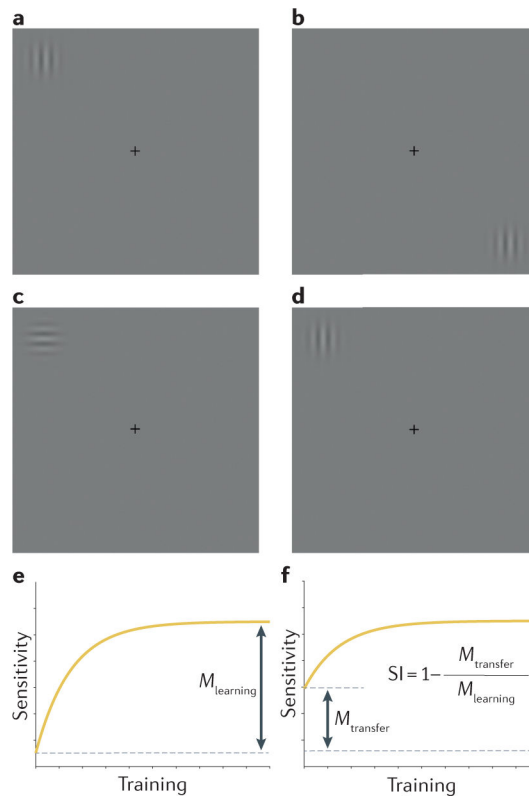 a
b
c
d
e
Sensitivity
M learning
Training
f
Sensitivity
SI = 1 – M transfer / M learning
M transfer
Training